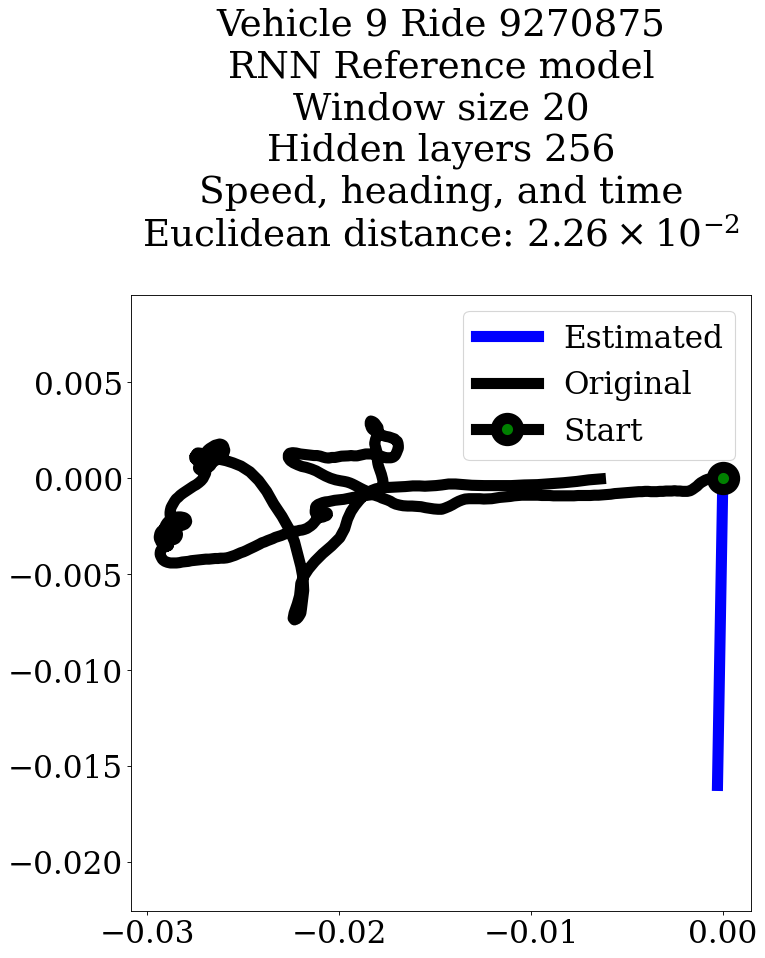 Vehicle 9 Ride 9270875
RNN Reference model
Window size 20
Hidden layers 256
Speed, heading, and time
Euclidean distance: 2.26 × 10⁻²
Estimated
Original
Start
0.005
0.000
−0.005
−0.010
−0.015
−0.020
−0.03
−0.02
−0.01
0.00